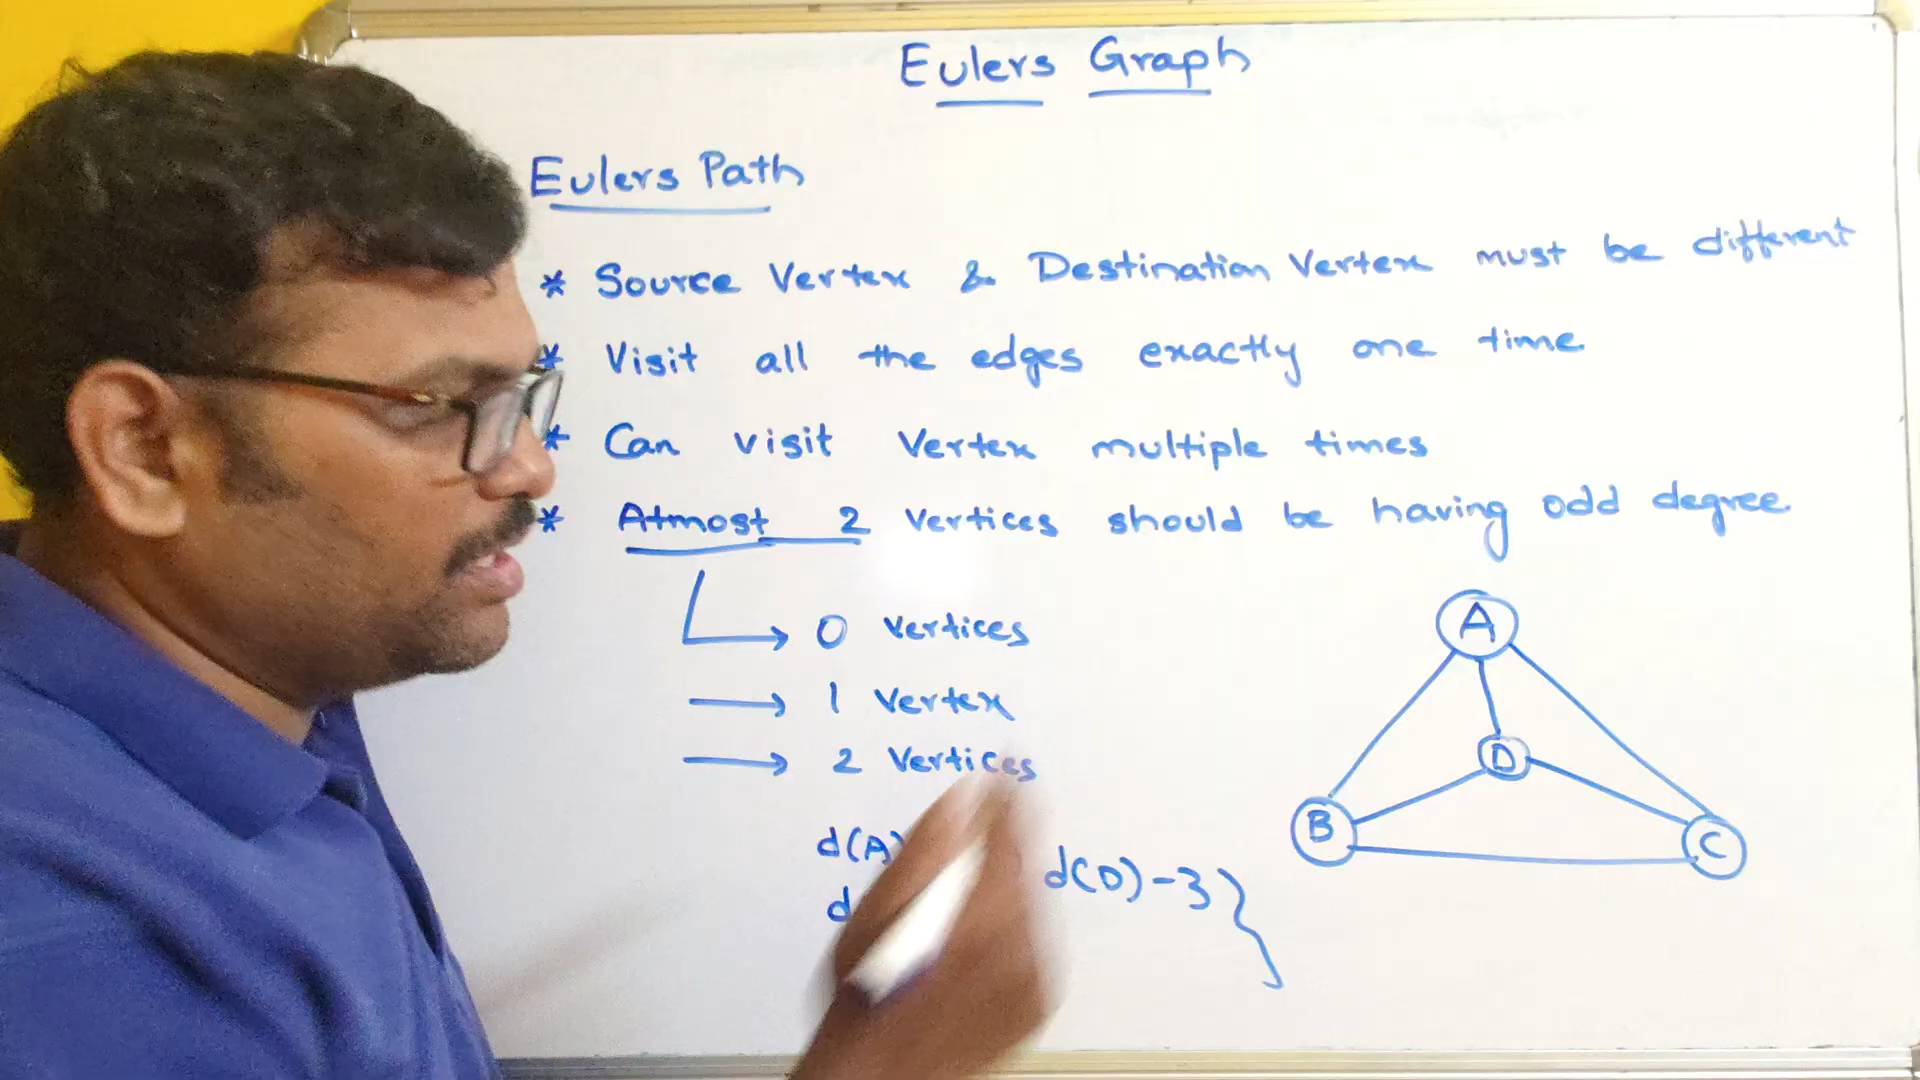 Eulers Graph
Eulers Path
* Source Vertex & Destination Vertex must be different
* Visit all the edges exactly one time
* Can visit Vertex multiple times
* Atmost 2 Vertices should be having odd degree
0 Vertices
1 Vertex
2 Vertices
A
D
B
C
d(A)
d(D) - 3
d